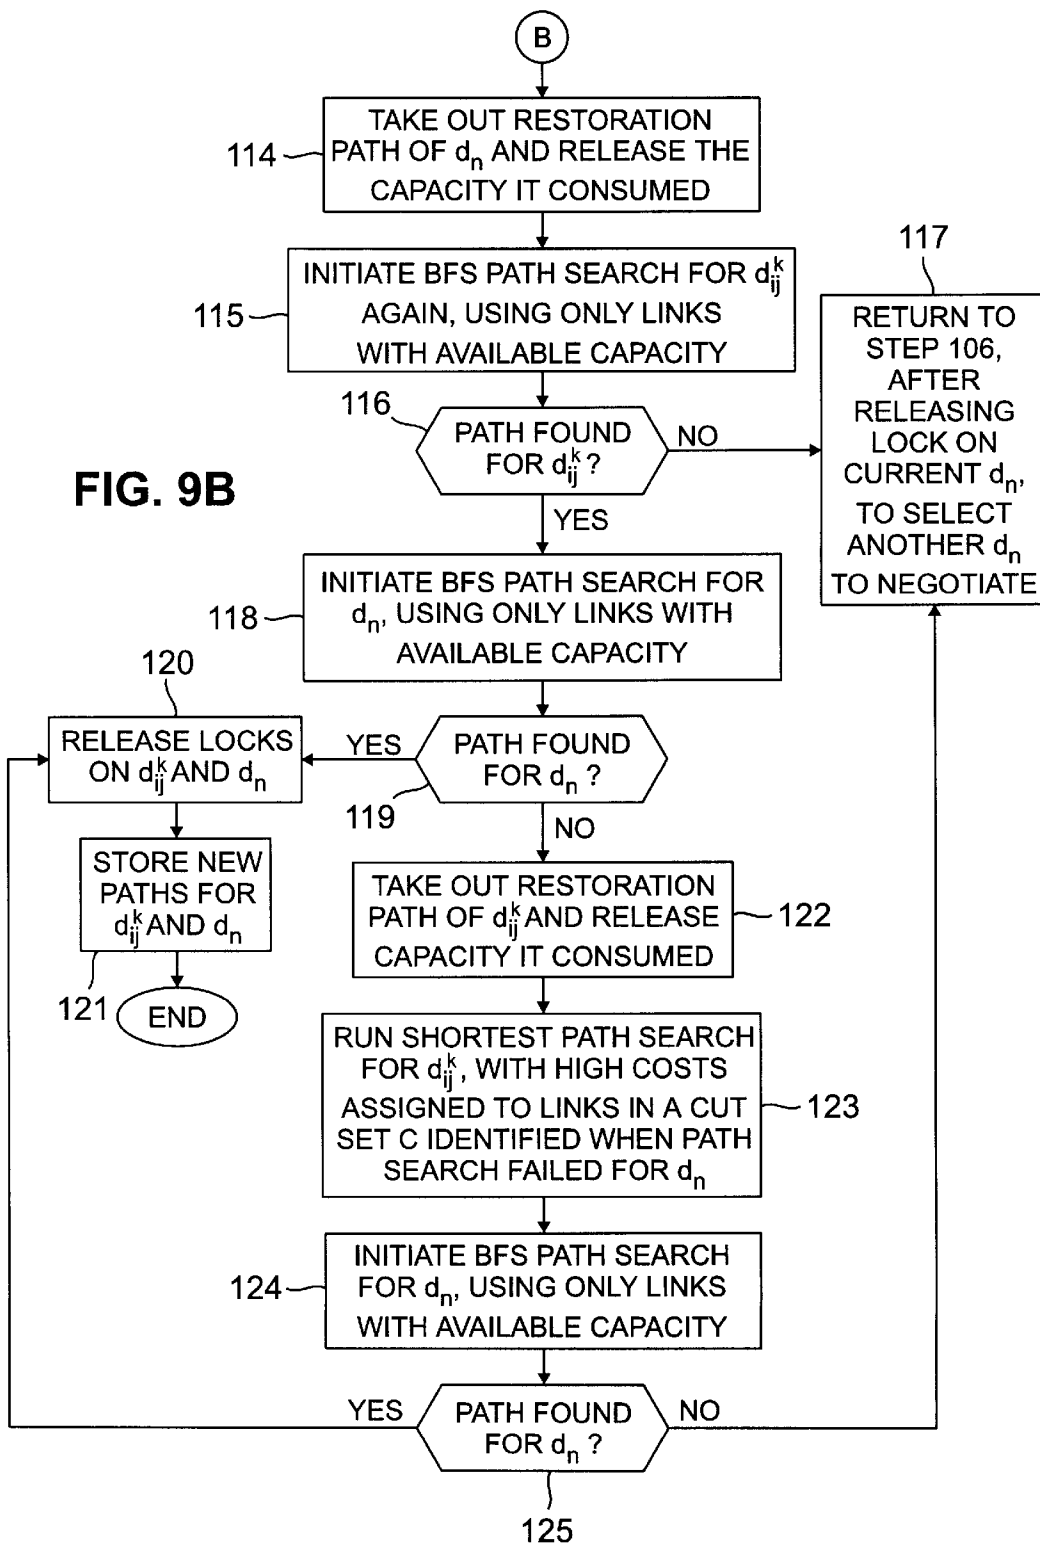 B
TAKE OUT RESTORATION
PATH OF dn AND RELEASE THE
CAPACITY IT CONSUMED
114
INITIATE BFS PATH SEARCH FOR d^k_ij
AGAIN, USING ONLY LINKS
WITH AVAILABLE CAPACITY
115
117
RETURN TO
STEP 106,
AFTER
RELEASING
LOCK ON
CURRENT dn,
TO SELECT
ANOTHER dn
TO NEGOTIATE
116
PATH FOUND
FOR d^k_ij ?
NO
YES
FIG. 9B
INITIATE BFS PATH SEARCH FOR
dn, USING ONLY LINKS WITH
AVAILABLE CAPACITY
118
120
RELEASE LOCKS
ON d^k_ij AND dn
YES
PATH FOUND
FOR dn ?
119
NO
STORE NEW
PATHS FOR
d^k_ij AND dn
121
END
TAKE OUT RESTORATION
PATH OF d^k_ij AND RELEASE
CAPACITY IT CONSUMED
122
RUN SHORTEST PATH SEARCH
FOR d^k_ij, WITH HIGH COSTS
ASSIGNED TO LINKS IN A CUT
SET C IDENTIFIED WHEN PATH
SEARCH FAILED FOR dn
123
INITIATE BFS PATH SEARCH
FOR dn, USING ONLY LINKS
WITH AVAILABLE CAPACITY
124
YES
PATH FOUND
FOR dn ?
NO
125